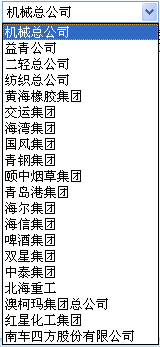 机械总公司
机械总公司
益青公司
二轻总公司
纺织总公司
黄海橡胶集团
交运集团
海湾集团
国风集团
青钢集团
颐中烟草集团
青岛港集团
海尔集团
海信集团
啤酒集团
双星集团
中泰集团
北海重工
澳柯玛集团总公司
红星化工集团
南车四方股份有限公司